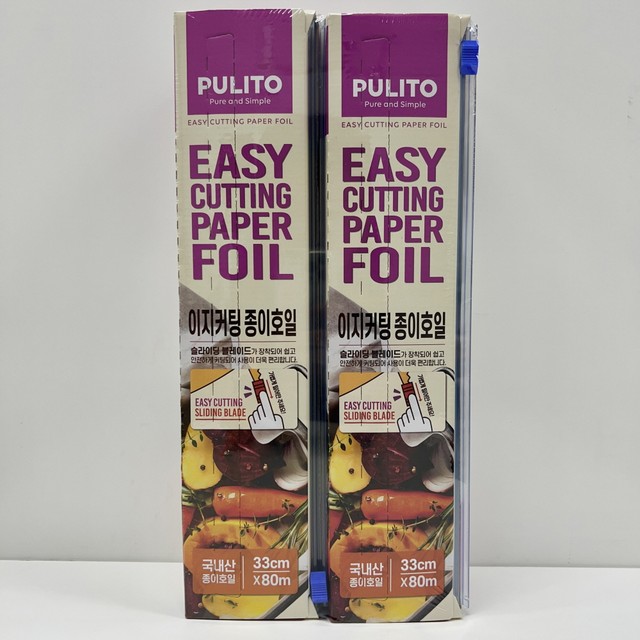 PULITO
Pure and Simple
EASY CUTTING PAPER FOIL
EASY
CUTTING
PAPER
FOIL
이지커팅 종이호일
슬라이딩 블레이드가 장착되어 쉽고
안전하게 커팅되어 사용이 더욱 편리합니다.
EASY CUTTING
SLIDING BLADE
국내산
종이호일
33cm
X80m
PULITO
Pure and Simple
EASY CUTTING PAPER FOIL
EASY
CUTTING
PAPER
FOIL
이지커팅 종이호일
슬라이딩 블레이드가 장착되어 쉽고
안전하게 커팅되어 사용이 더욱 편리합니다.
EASY CUTTING
SLIDING BLADE
국내산
종이호일
33cm
X80m